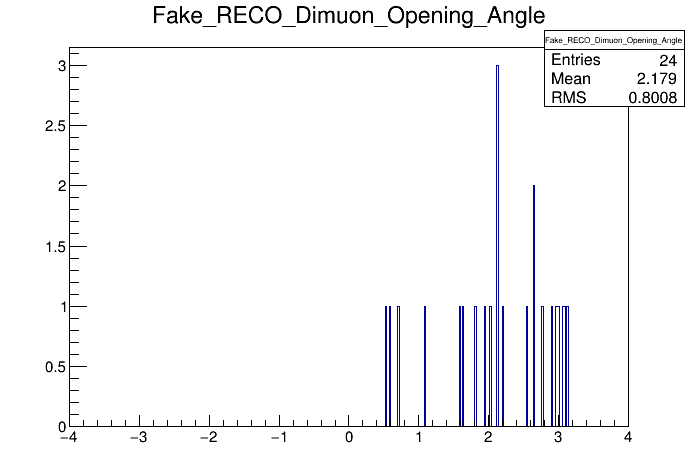 Fake_RECO_Dimuon_Opening_Angle
Fake_RECO_Dimuon_Opening_Angle
Entries 24
Mean 2.179
RMS 0.8008
3
2.5
2
1.5
1
0.5
0
−4 −3 −2 −1 0 1 2 3 4